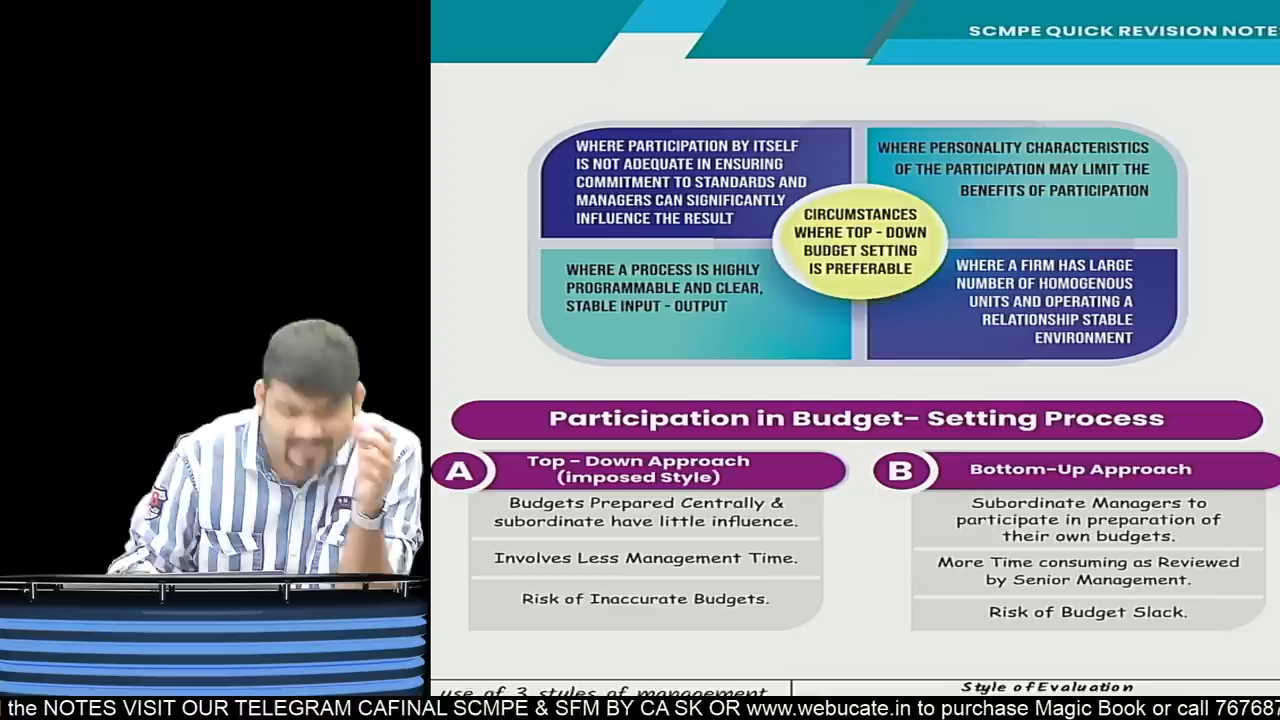 SCMPE QUICK REVISION NOTE
WHERE PARTICIPATION BY ITSELF
IS NOT ADEQUATE IN ENSURING
COMMITMENT TO STANDARDS AND
MANAGERS CAN SIGNIFICANTLY
INFLUENCE THE RESULT
WHERE PERSONALITY CHARACTERISTICS
OF THE PARTICIPATION MAY LIMIT THE
BENEFITS OF PARTICIPATION
CIRCUMSTANCES
WHERE TOP - DOWN
BUDGET SETTING
IS PREFERABLE
WHERE A PROCESS IS HIGHLY
PROGRAMMABLE AND CLEAR,
STABLE INPUT - OUTPUT
WHERE A FIRM HAS LARGE
NUMBER OF HOMOGENOUS
UNITS AND OPERATING A
RELATIONSHIP STABLE
ENVIRONMENT
Participation in Budget- Setting Process
A
Top - Down Approach
(imposed Style)
Budgets Prepared Centrally &
subordinate have little influence.
Involves Less Management Time.
Risk of Inaccurate Budgets.
B
Bottom-Up Approach
Subordinate Managers to
participate in preparation of
their own budgets.
More Time consuming as Reviewed
by Senior Management.
Risk of Budget Slack.
use of 3 styles of management
Style of Evaluation
the NOTES VISIT OUR TELEGRAM CAFINAL SCMPE & SFM BY CA SK OR www.webucate.in to purchase Magic Book or call 767687